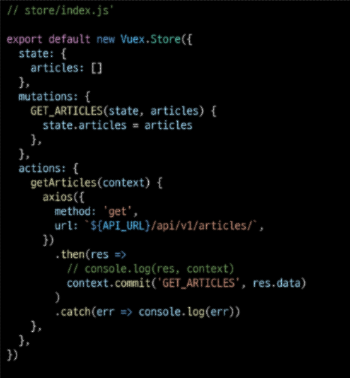 // store/index.js'
export default new Vuex.Store({
state: {
articles: []
},
mutations: {
GET_ARTICLES(state, articles) {
state.articles = articles
},
},
actions: {
getArticles(context) {
axios({
method: 'get',
url: `${API_URL}/api/v1/articles/`,
})
.then(res =>
// console.log(res, context)
context.commit('GET_ARTICLES', res.data)
)
.catch(err => console.log(err))
},
},
})